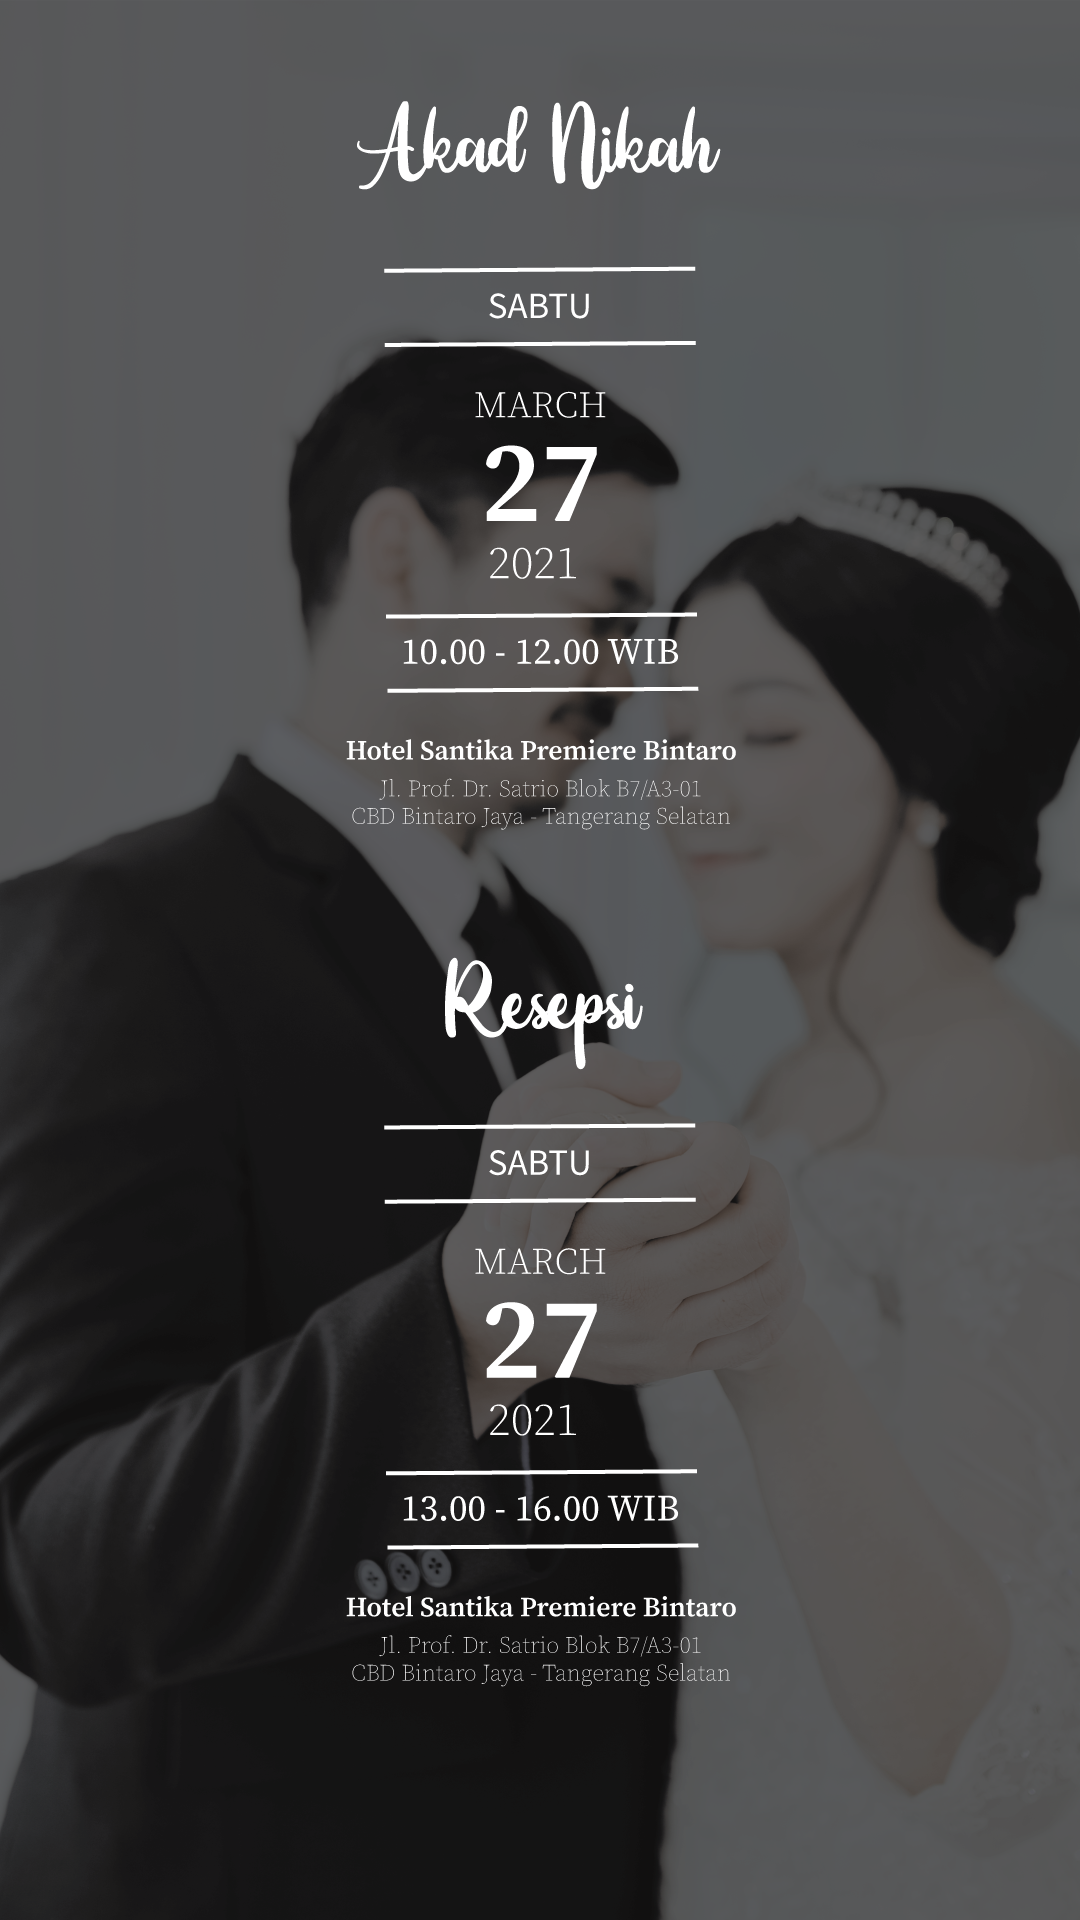 Akad Nikah
SABTU
MARCH
27
2021
10.00 - 12.00 WIB
Hotel Santika Premiere Bintaro
Jl. Prof. Dr. Satrio Blok B7/A3-01
CBD Bintaro Jaya - Tangerang Selatan
Resepsi
SABTU
MARCH
27
2021
13.00 - 16.00 WIB
Hotel Santika Premiere Bintaro
Jl. Prof. Dr. Satrio Blok B7/A3-01
CBD Bintaro Jaya - Tangerang Selatan